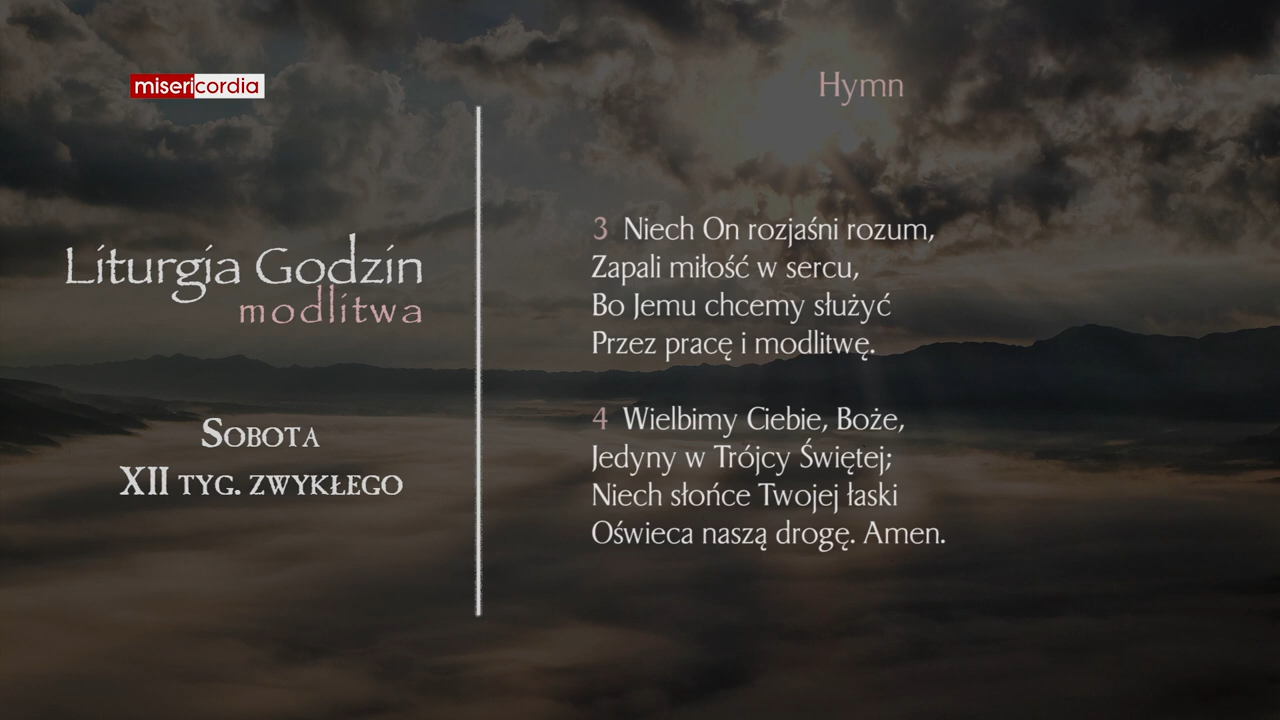 misericordia
Liturgia Godzin
modlitwa
Sobota
XII tyg. zwykłego
Hymn
3 Niech On rozjaśni rozum,
Zapali miłość w sercu,
Bo Jemu chcemy służyć
Przez pracę i modlitwę.
4 Wielbimy Ciebie, Boże,
Jedyny w Trójcy Świętej;
Niech słońce Twojej łaski
Oświeca naszą drogę. Amen.